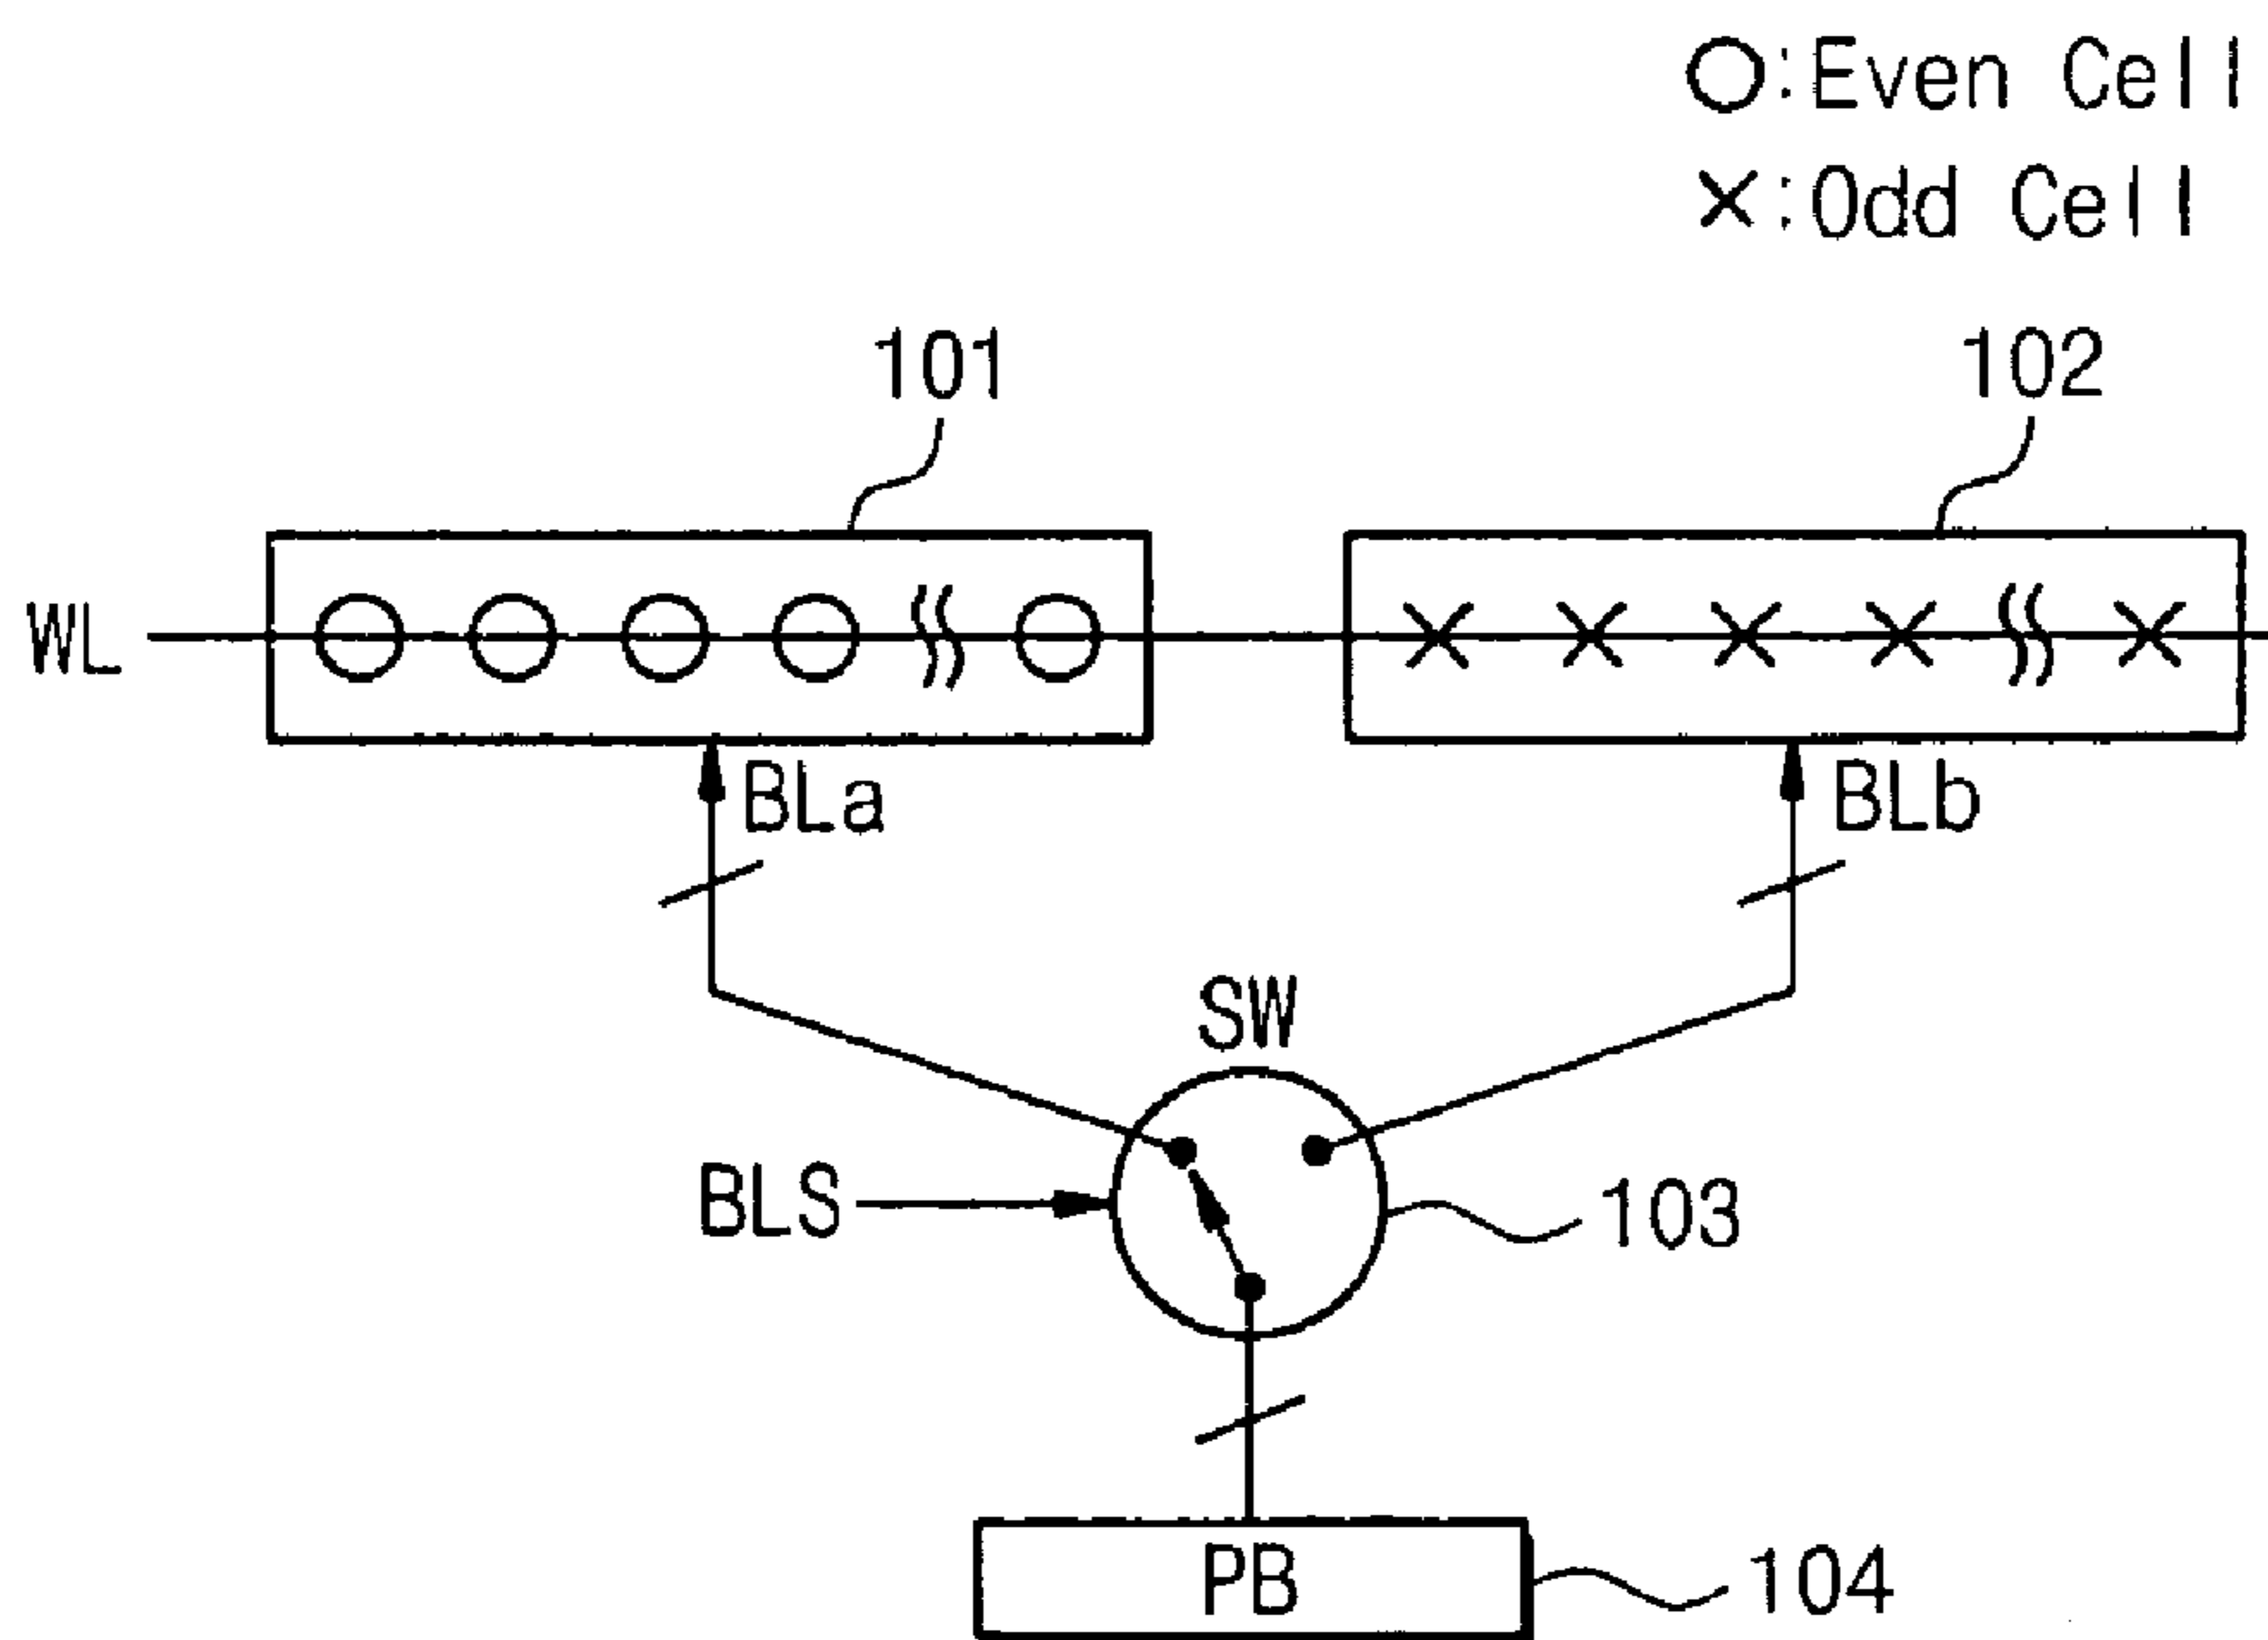 ○:Even Cell
×:Odd Cell
101
102
WL
BLa
BLb
SW
BLS
103
PB
104